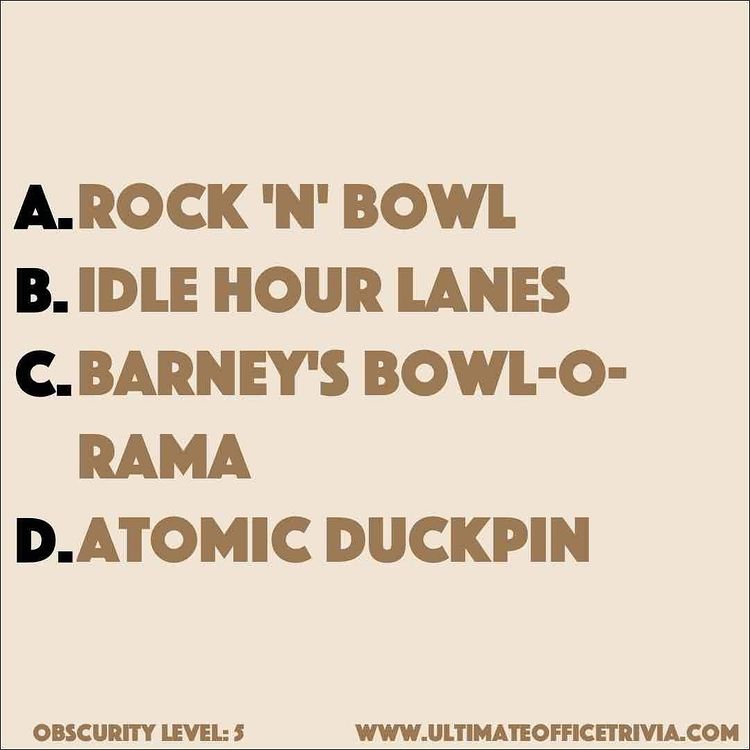 A. ROCK 'N' BOWL
B. IDLE HOUR LANES
C. BARNEY'S BOWL-O-
RAMA
D. ATOMIC DUCKPIN
OBSCURITY LEVEL: 5 WWW.ULTIMATEOFFICETRIVIA.COM